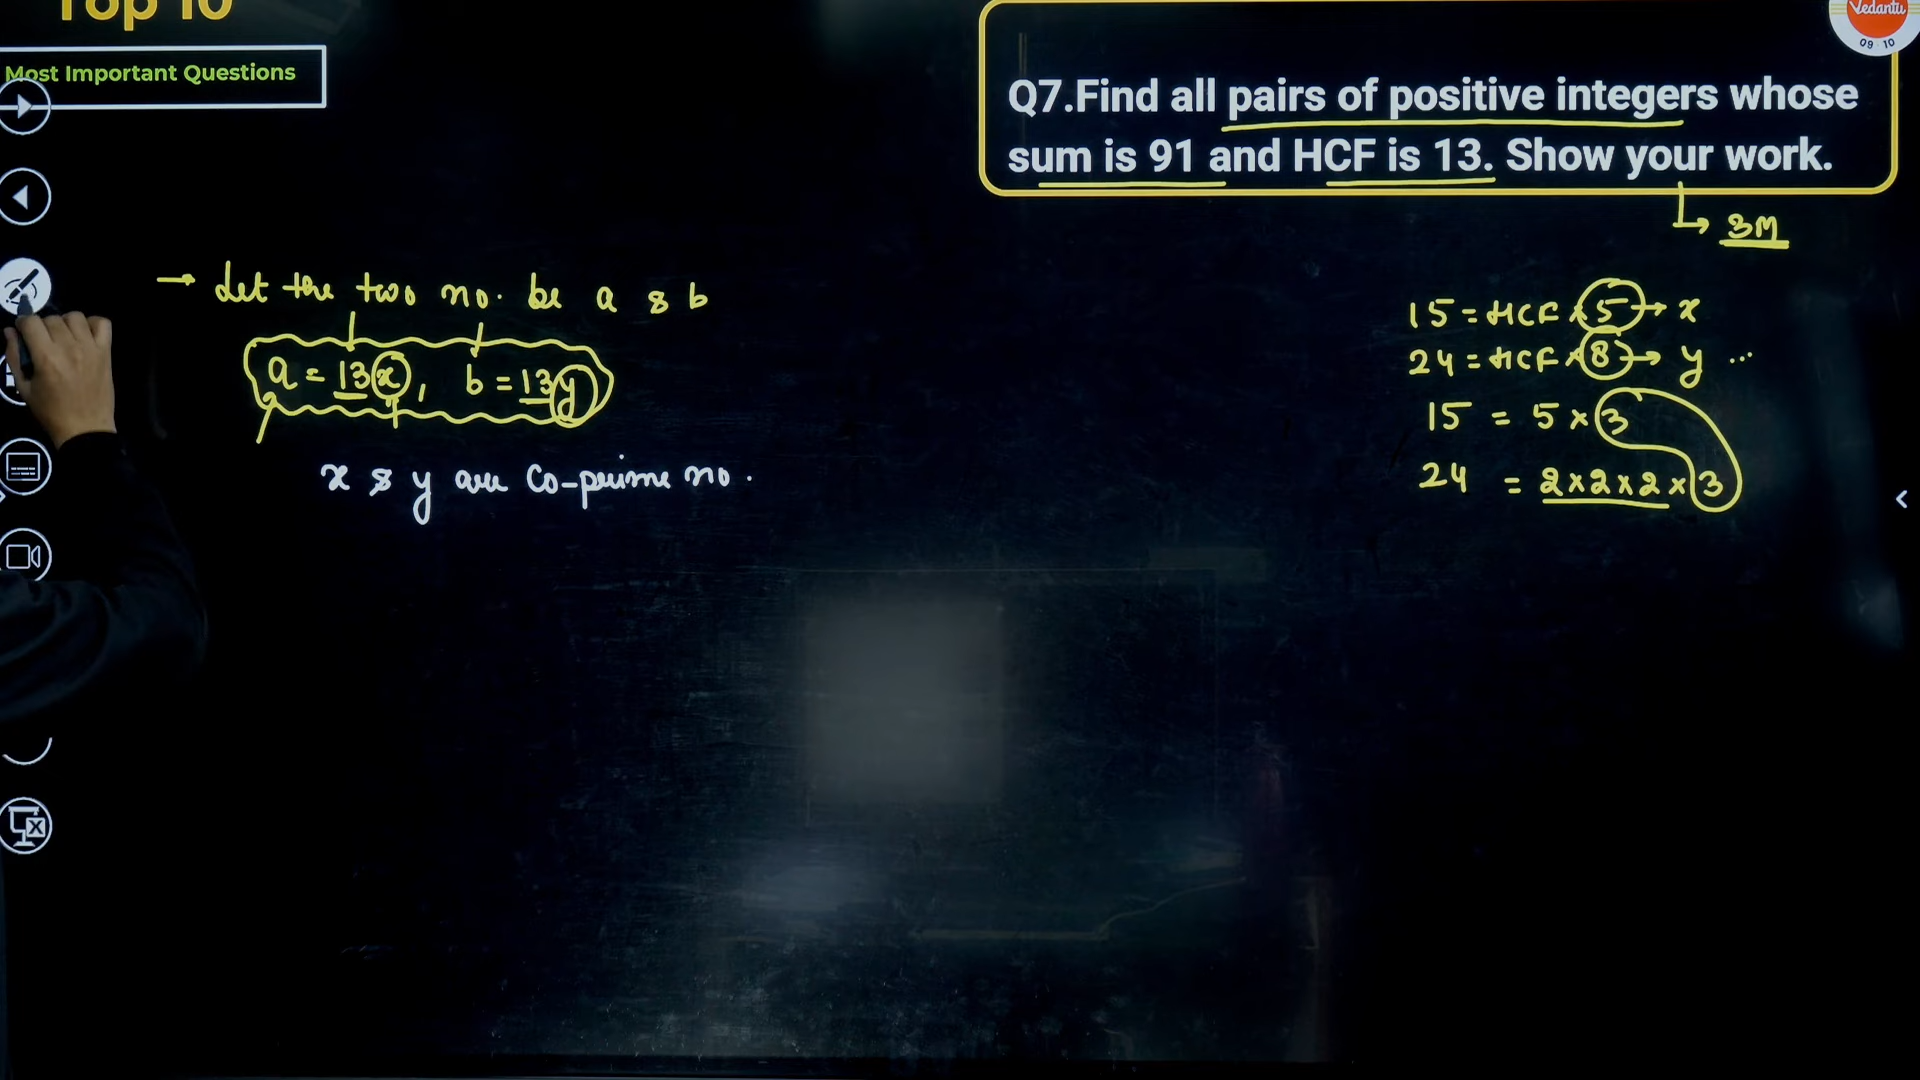 Top 10
Most Important Questions
Vedantu
09 10
Q7.Find all pairs of positive integers whose
sum is 91 and HCF is 13. Show your work.
3M
→ Let the two no. be a & b
a = 13x, b = 13y
x & y are Co-prime no.
15 = HCF × 5 → x
24 = HCF × 8 → y ...
15 = 5 × 3
24 = 2×2×2×3